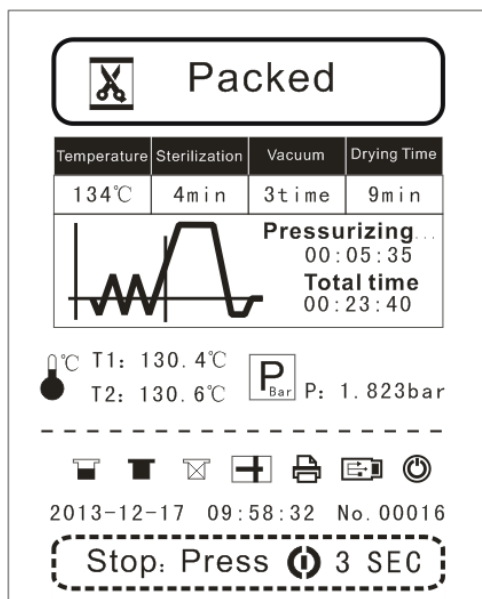 Packed
Temperature Sterilization Vacuum Drying Time
134℃ 4min 3time 9min
Pressurizing...
00:05:35
Total time
00:23:40
℃ T1: 130.4℃
T2: 130.6℃
P
Bar
P: 1.823bar
2013-12-17 09:58:32 No.00016
Stop: Press 3 SEC